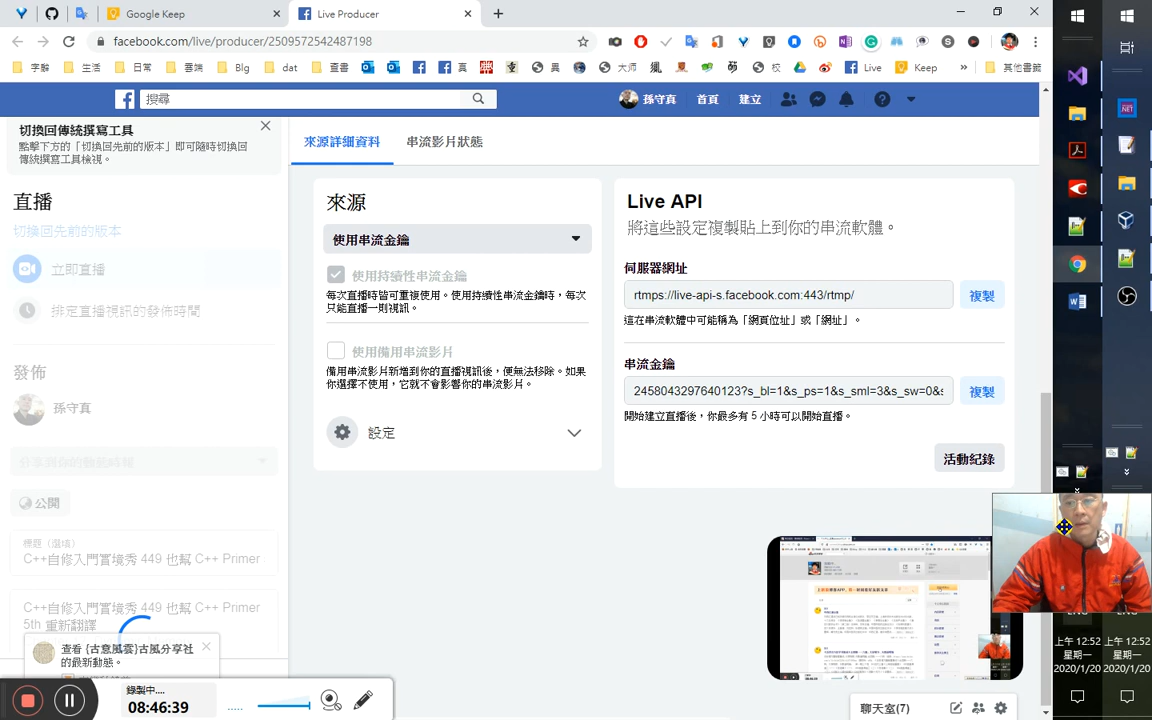 Google Keep
Live Producer
facebook.com/live/producer/2509572542487198
字辭
生活
日常
雲端
Blg
dat
查書
真
異
大师
萌
校
Live
Keep
»
其他書籤
搜尋
孫守真
首頁
建立
切換回傳統撰寫工具
點擊下方的「切換回先前的版本」即可隨時切換回
傳統撰寫工具檢視。
直播
切換回先前的版本
立即直播
排定直播視訊的發佈時間
發佈
孫守真
分享到你的動態時報
公開
標題（選填）
C++自修入門實境秀 449 也幫 C++ Primer
C++自修入門實境秀 449 也幫 C++ Primer
5th 重新翻譯
查看 {古意風雲}古風分享社
的最新動態。
錄製中....
08:46:39
來源詳細資料
串流影片狀態
來源
使用串流金鑰
使用持續性串流金鑰
每次直播時皆可重複使用。使用持續性串流金鑰時，每次
只能直播一則視訊。
使用備用串流影片
備用串流影片新增到你的直播視訊後，便無法移除。如果
你選擇不使用，它就不會影響你的串流影片。
設定
Live API
將這些設定複製貼上到你的串流軟體。
伺服器網址
rtmps://live-api-s.facebook.com:443/rtmp/
複製
這在串流軟體中可能稱為「網頁位址」或「網址」。
串流金鑰
2458043297640123?s_bl=1&s_ps=1&s_sml=3&s_sw=0&s
複製
開始建立直播後，你最多有 5 小時可以開始直播。
活動紀錄
聊天室(7)
上午 12:52
星期一
2020/1/20
上午 12:52
星期一
2020/1/20